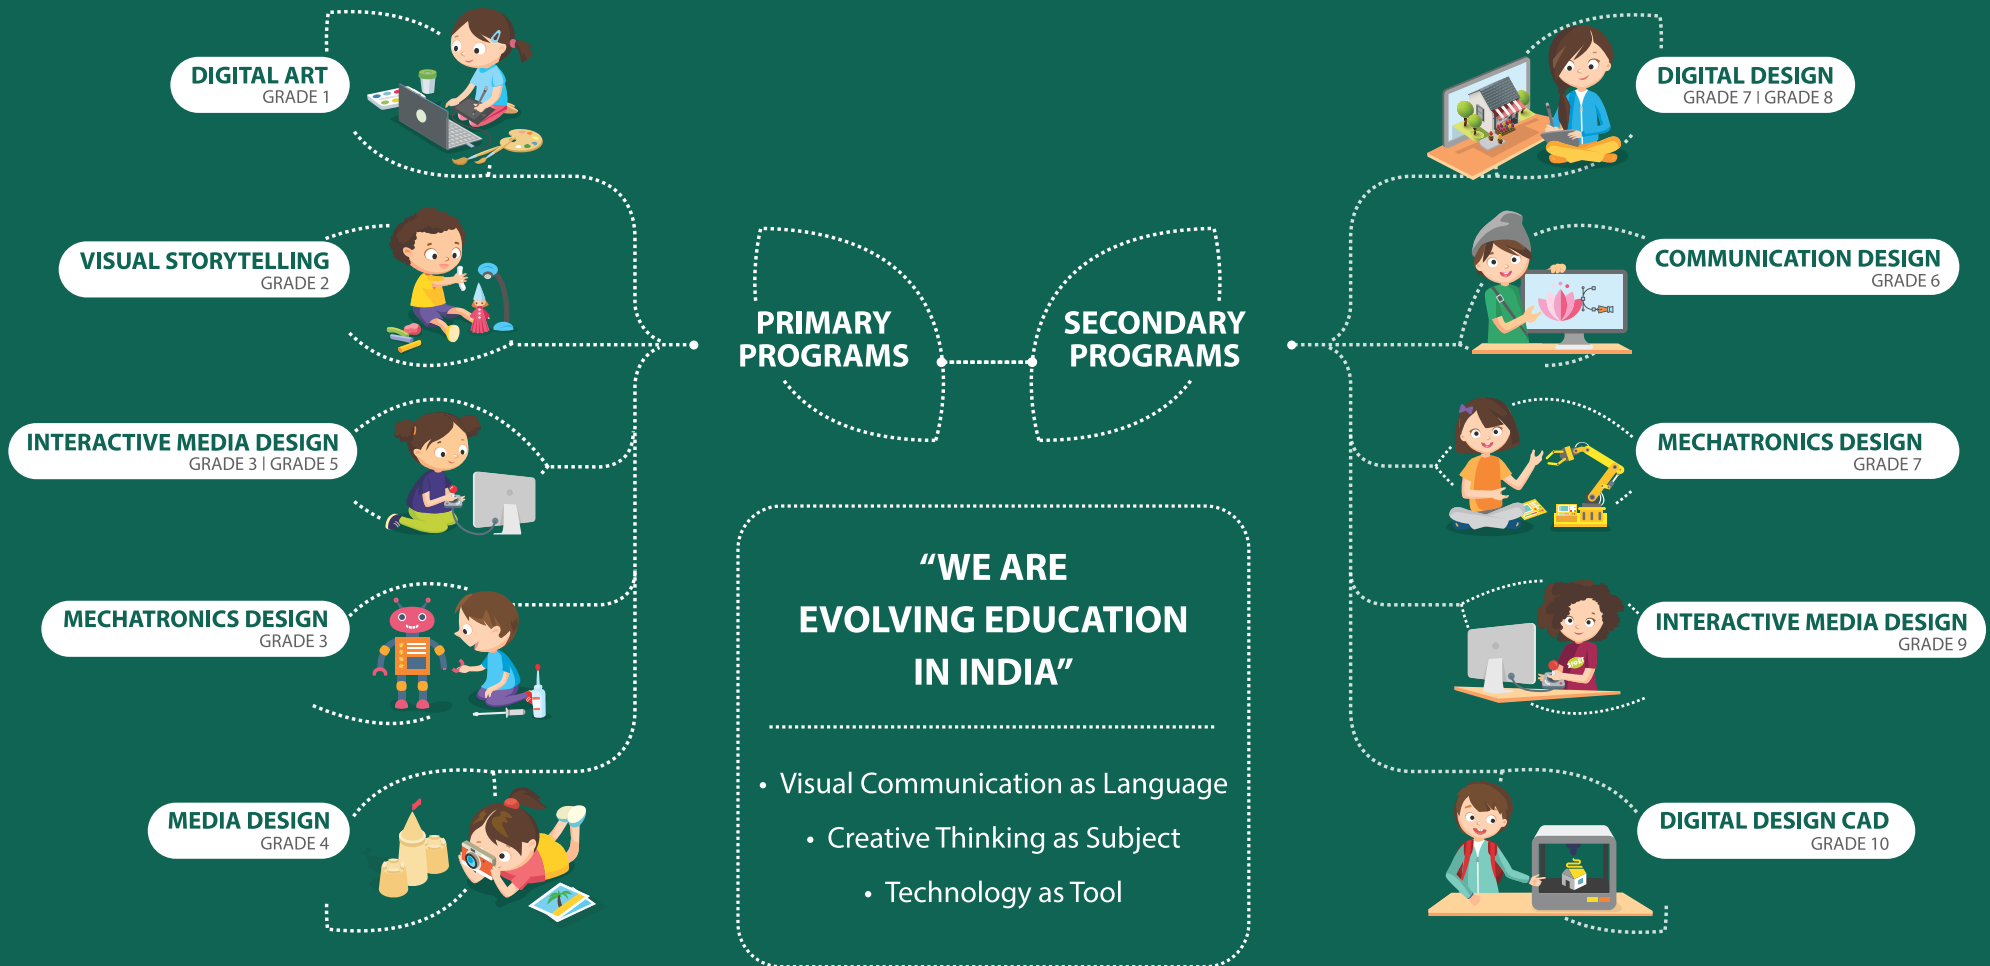 DIGITAL ART
GRADE 1
VISUAL STORYTELLING
GRADE 2
INTERACTIVE MEDIA DESIGN
GRADE 3 | GRADE 5
MECHATRONICS DESIGN
GRADE 3
MEDIA DESIGN
GRADE 4
PRIMARY
PROGRAMS
SECONDARY
PROGRAMS
“WE ARE
EVOLVING EDUCATION
IN INDIA”
• Visual Communication as Language
• Creative Thinking as Subject
• Technology as Tool
DIGITAL DESIGN
GRADE 7 | GRADE 8
COMMUNICATION DESIGN
GRADE 6
MECHATRONICS DESIGN
GRADE 7
INTERACTIVE MEDIA DESIGN
GRADE 9
DIGITAL DESIGN CAD
GRADE 10